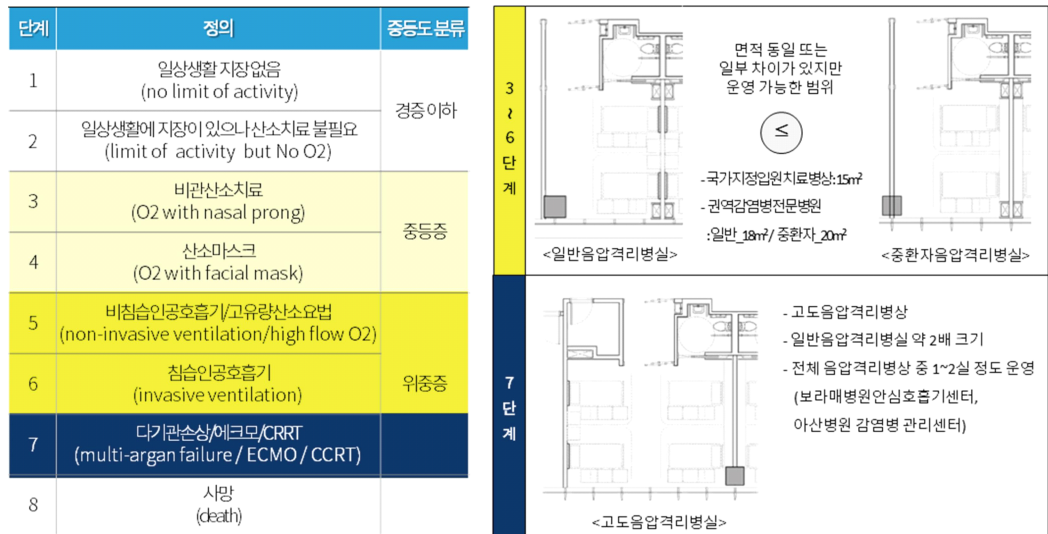 단계 정의 중등도 분류
1 일상생활 지장 없음
(no limit of activity)
경증 이하
2 일상생활에 지장이 있으나 산소치료 불필요
(limit of activity but No O2)
3 비관산소치료
(O2 with nasal prong)
중등증
4 산소마스크
(O2 with facial mask)
5 비침습인공호흡기/고유량산소요법
(non-invasive ventilation/high flow O2)
6 침습인공호흡기
(invasive ventilation)
위중증
7 다기관손상/에크모/CRRT
(multi-argan failure / ECMO / CCRT)
8 사망
(death)
3
~
6
단
계
면적 동일 또는
일부 차이가 있지만
운영 가능한 범위
≤
- 국가지정입원치료병상:15㎡
- 권역감염병전문병원
:일반_18㎡/ 중환자_20㎡
<일반음압격리병실>
<중환자음압격리병실>
7
단
계
- 고도음압격리병상
- 일반음압격리병실 약 2배 크기
- 전체 음압격리병상 중 1~2실 정도 운영
(보라매병원안심호흡기센터,
아산병원 감염병 관리센터)
<고도음압격리병실>